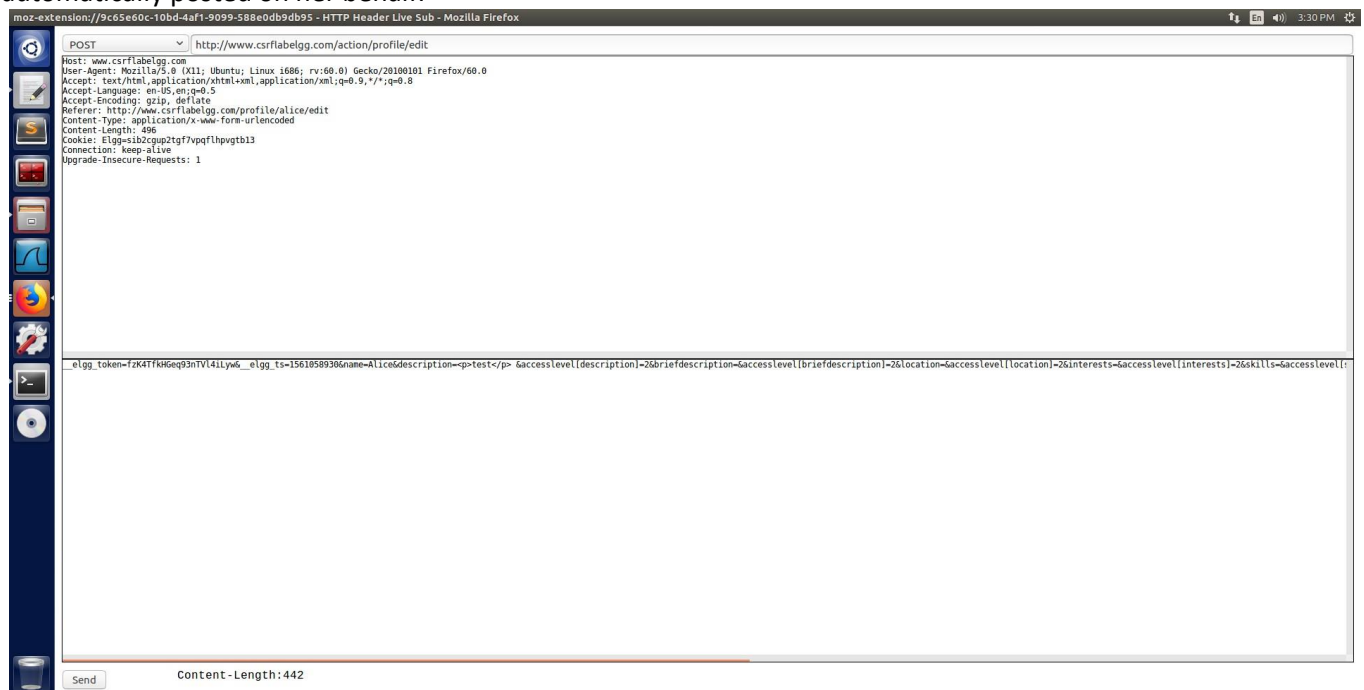 automatically posted on her behalf.
moz-extension://9c65e60c-10bd-4af1-9099-588e0db9db95 - HTTP Header Live Sub - Mozilla Firefox
En 3:30 PM
POST http://www.csrflabelgg.com/action/profile/edit
Host: www.csrflabelgg.com
User-Agent: Mozilla/5.0 (X11; Ubuntu; Linux i686; rv:60.0) Gecko/20100101 Firefox/60.0
Accept: text/html,application/xhtml+xml,application/xml;q=0.9,*/*;q=0.8
Accept-Language: en-US,en;q=0.5
Accept-Encoding: gzip, deflate
Referer: http://www.csrflabelgg.com/profile/alice/edit
Content-Type: application/x-www-form-urlencoded
Content-Length: 496
Cookie: Elgg=sib2cgup2tgf7vpqflhpvgtb13
Connection: keep-alive
Upgrade-Insecure-Requests: 1
__elgg_token=fzK4TfkHGeq93nTVl4iLyw&__elgg_ts=1561058930&name=Alice&description=<p>test</p> &accesslevel[description]=2&briefdescription=&accesslevel[briefdescription]=2&location=&accesslevel[location]=2&interests=&accesslevel[interests]=2&skills=&accesslevel[
Send Content-Length:442